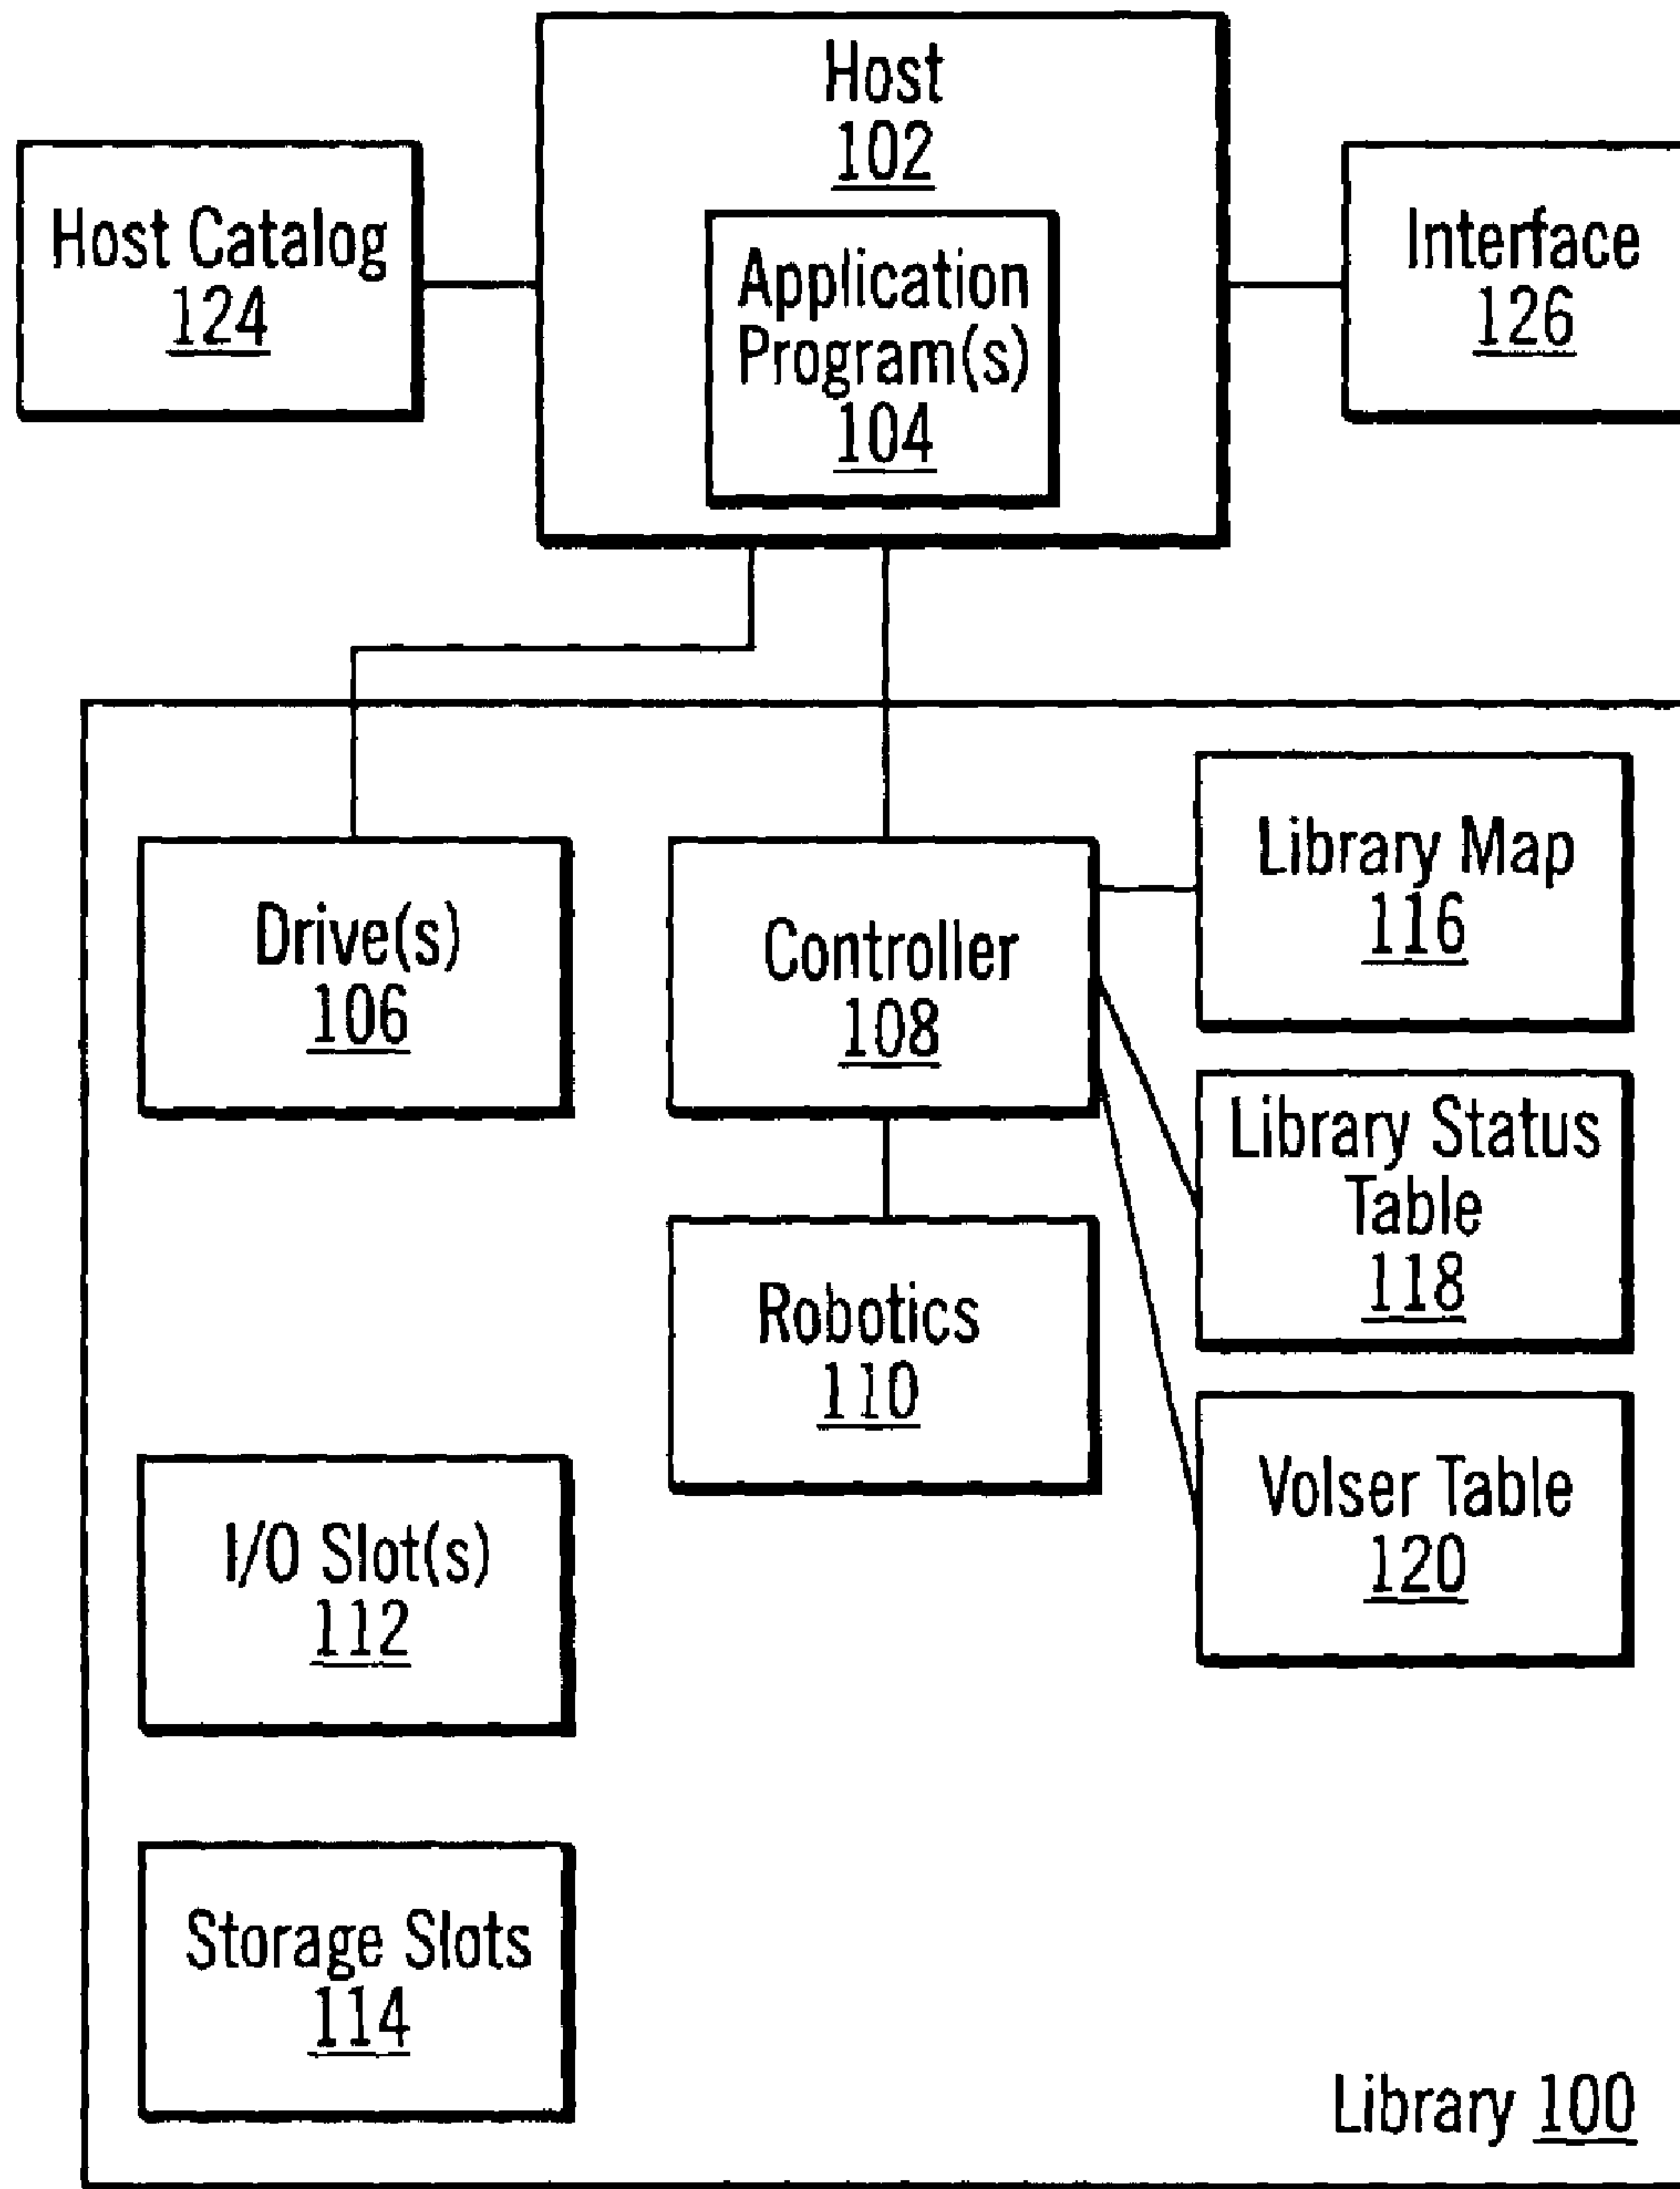 Host
102
Host Catalog
124
Application
Program(s)
104
Interface
126
Drive(s)
106
Controller
108
Library Map
116
Library Status
Table
118
Robotics
110
Volser Table
120
I/O Slot(s)
112
Storage Slots
114
Library 100